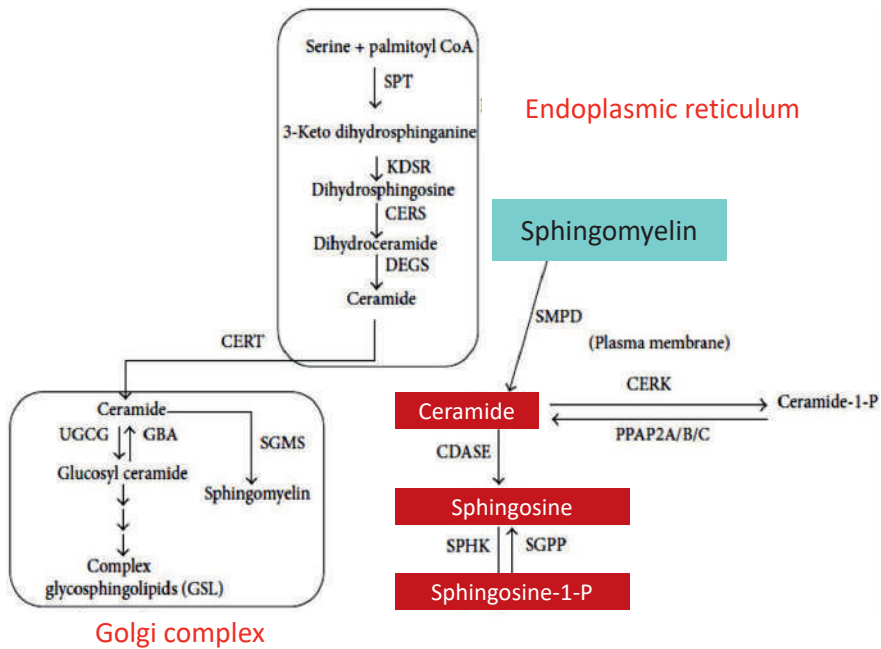 Serine + palmitoyl CoA
SPT
3-Keto dihydrosphinganine
KDSR
Dihydrosphingosine
CERS
Dihydroceramide
DEGS
Ceramide
Endoplasmic reticulum
CERT
Ceramide
UGCG
GBA
SGMS
Glucosyl ceramide
Sphingomyelin
Complex
glycosphingolipids (GSL)
Golgi complex
Sphingomyelin
SMPD
(Plasma membrane)
Ceramide
CERK
Ceramide-1-P
PPAP2A/B/C
CDASE
Sphingosine
SPHK
SGPP
Sphingosine-1-P